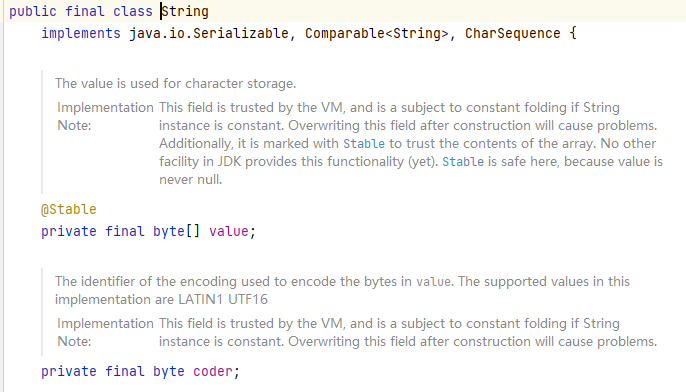 public final class String
implements java.io.Serializable, Comparable<String>, CharSequence {
The value is used for character storage.
Implementation Note: This field is trusted by the VM, and is a subject to constant folding if String
instance is constant. Overwriting this field after construction will cause problems.
Additionally, it is marked with Stable to trust the contents of the array. No other
facility in JDK provides this functionality (yet). Stable is safe here, because value is
never null.
@Stable
private final byte[] value;
The identifier of the encoding used to encode the bytes in value. The supported values in this
implementation are LATIN1 UTF16
Implementation Note: This field is trusted by the VM, and is a subject to constant folding if String
instance is constant. Overwriting this field after construction will cause problems.
private final byte coder;